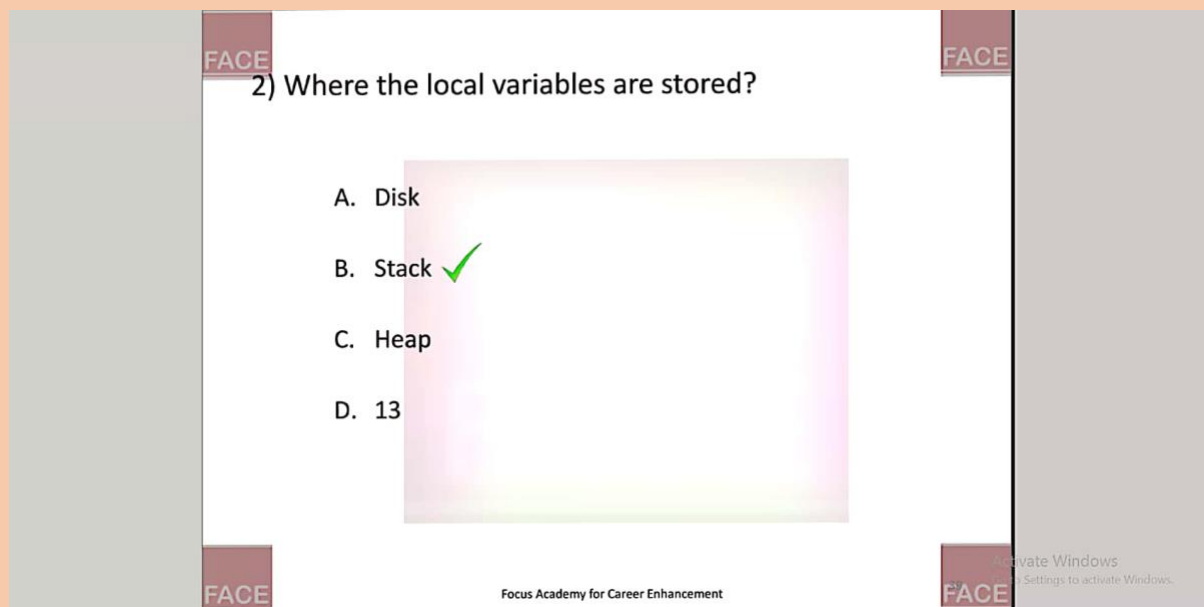 FACE
FACE
2) Where the local variables are stored?
A. Disk
B. Stack
C. Heap
D. 13
Activate Windows
to Settings to activate Windows.
FACE
Focus Academy for Career Enhancement
FACE